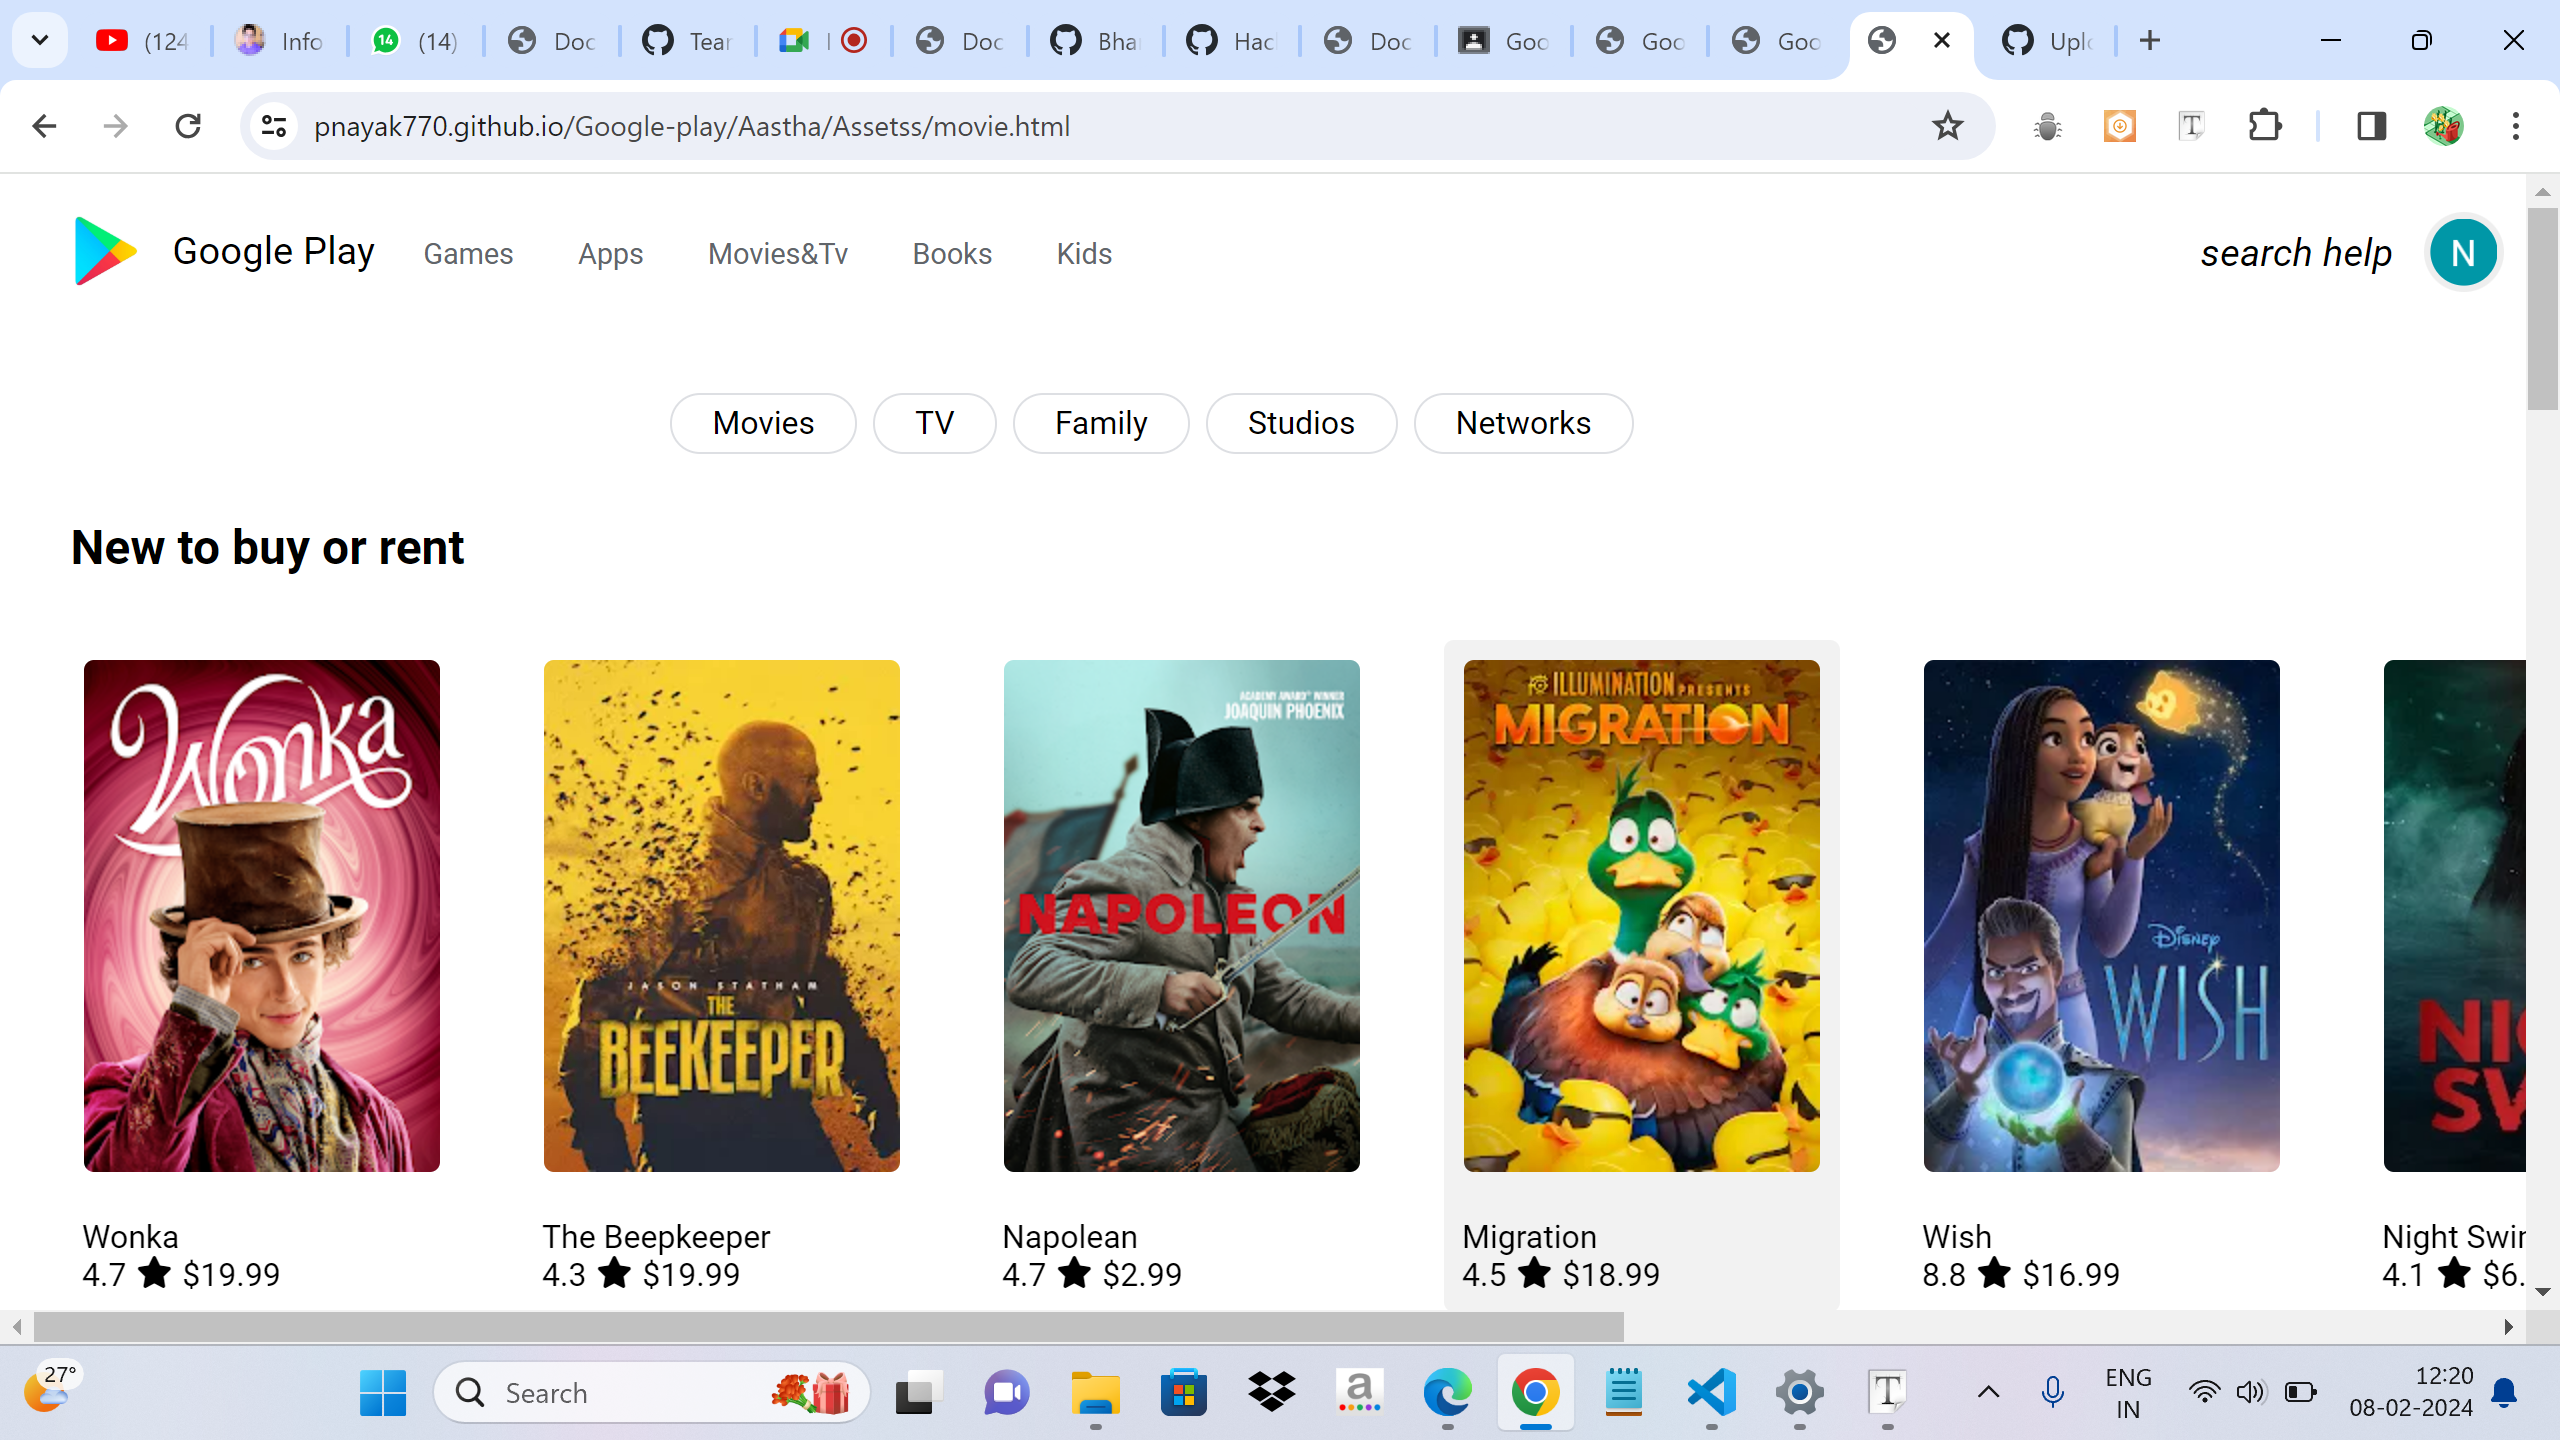 (124
Info
14
(14)
Doc
Tear
Doc
Bha
Hac
Doc
Goo
Goo
Goo
Uplo
pnayak770.github.io/Google-play/Aastha/Assetss/movie.html
Google Play Games Apps Movies&Tv Books Kids search help N
Movies TV Family Studios Networks
New to buy or rent
Wonka
JASON STATHAM
THE
BEEKEEPER
ACADEMY AWARD WINNER
JOAQUIN PHOENIX
NAPOLEON
ILLUMINATION PRESENTS
MIGRATION
DISNEY
WISH
NI
SW
Wonka
4.7 ★ $19.99
The Beepkeeper
4.3 ★ $19.99
Napolean
4.7 ★ $2.99
Migration
4.5 ★ $18.99
Wish
8.8 ★ $16.99
Night Swi
4.1 ★ $6.
27°
Search
a
T
ENG
IN
12:20
08-02-2024